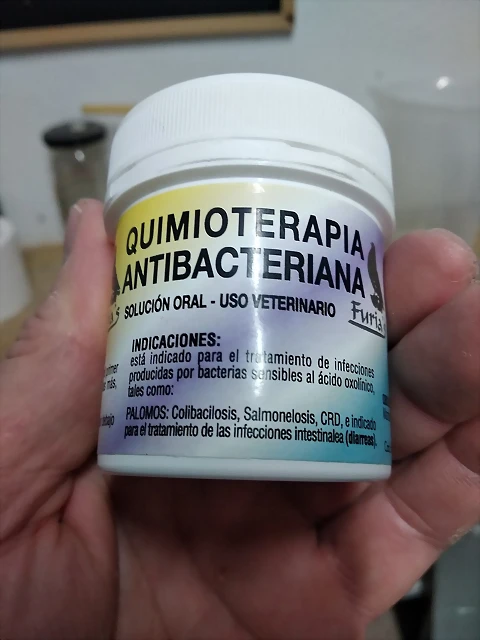 QUIMIOTERAPIA
ANTIBACTERIANA
SOLUCIÓN ORAL - USO VETERINARIO
Furia's
INDICACIONES:
está indicado para el tratamiento de infecciones
producidas por bacterias sensibles al ácido oxolínico,
tales como:
PALOMOS: Colibacilosis, Salmonelosis, CRD, e indicado
para el tratamiento de las infecciones intestinalea (diarreas).